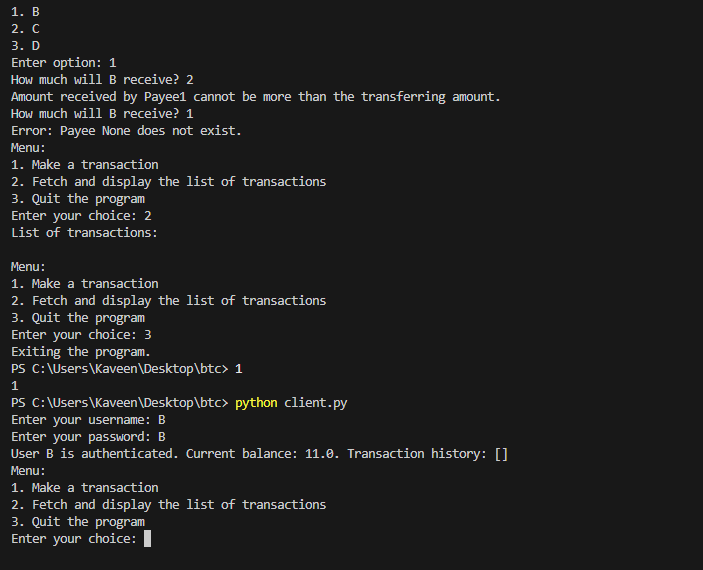 1. B
2. C
3. D
Enter option: 1
How much will B receive? 2
Amount received by Payee1 cannot be more than the transferring amount.
How much will B receive? 1
Error: Payee None does not exist.
Menu:
1. Make a transaction
2. Fetch and display the list of transactions
3. Quit the program
Enter your choice: 2
List of transactions:
Menu:
1. Make a transaction
2. Fetch and display the list of transactions
3. Quit the program
Enter your choice: 3
Exiting the program.
PS C:\Users\Kaveen\Desktop\btc> 1
1
PS C:\Users\Kaveen\Desktop\btc> python client.py
Enter your username: B
Enter your password: B
User B is authenticated. Current balance: 11.0. Transaction history: []
Menu:
1. Make a transaction
2. Fetch and display the list of transactions
3. Quit the program
Enter your choice: